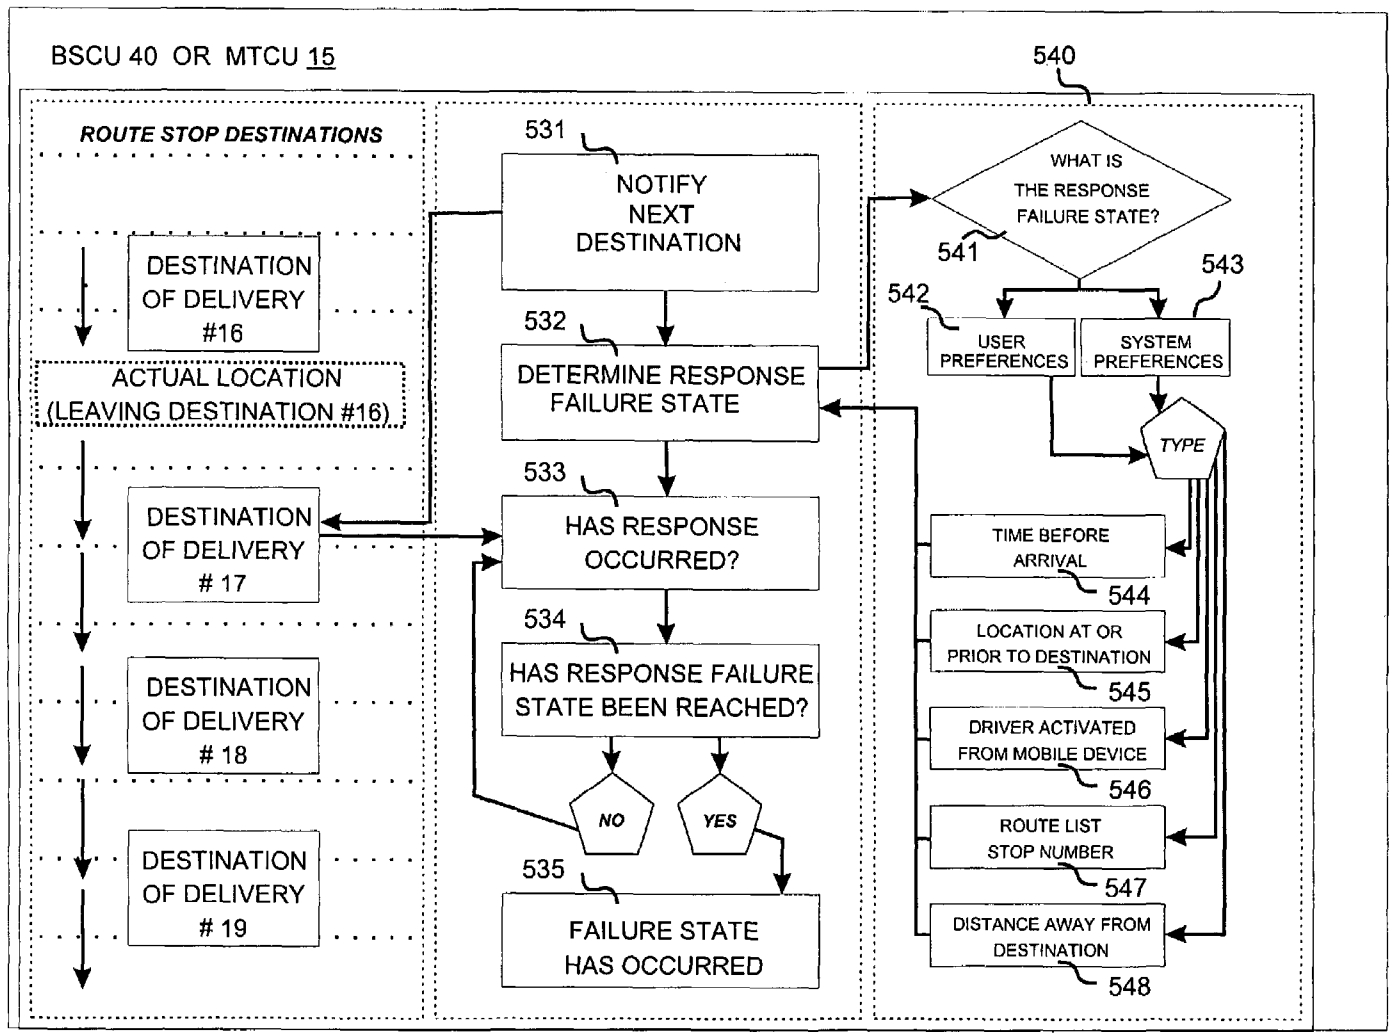 BSCU 40 OR MTCU 15
ROUTE STOP DESTINATIONS
DESTINATION
OF DELIVERY
#16
ACTUAL LOCATION
(LEAVING DESTINATION #16)
DESTINATION
OF DELIVERY
# 17
DESTINATION
OF DELIVERY
# 18
DESTINATION
OF DELIVERY
# 19
531
NOTIFY
NEXT
DESTINATION
532
DETERMINE RESPONSE
FAILURE STATE
533
HAS RESPONSE
OCCURRED?
534
HAS RESPONSE FAILURE
STATE BEEN REACHED?
NO
YES
535
FAILURE STATE
HAS OCCURRED
540
WHAT IS
THE RESPONSE
FAILURE STATE?
541
542
USER
PREFERENCES
543
SYSTEM
PREFERENCES
TYPE
TIME BEFORE
ARRIVAL
544
LOCATION AT OR
PRIOR TO DESTINATION
545
DRIVER ACTIVATED
FROM MOBILE DEVICE
546
ROUTE LIST
STOP NUMBER
547
DISTANCE AWAY FROM
DESTINATION
548